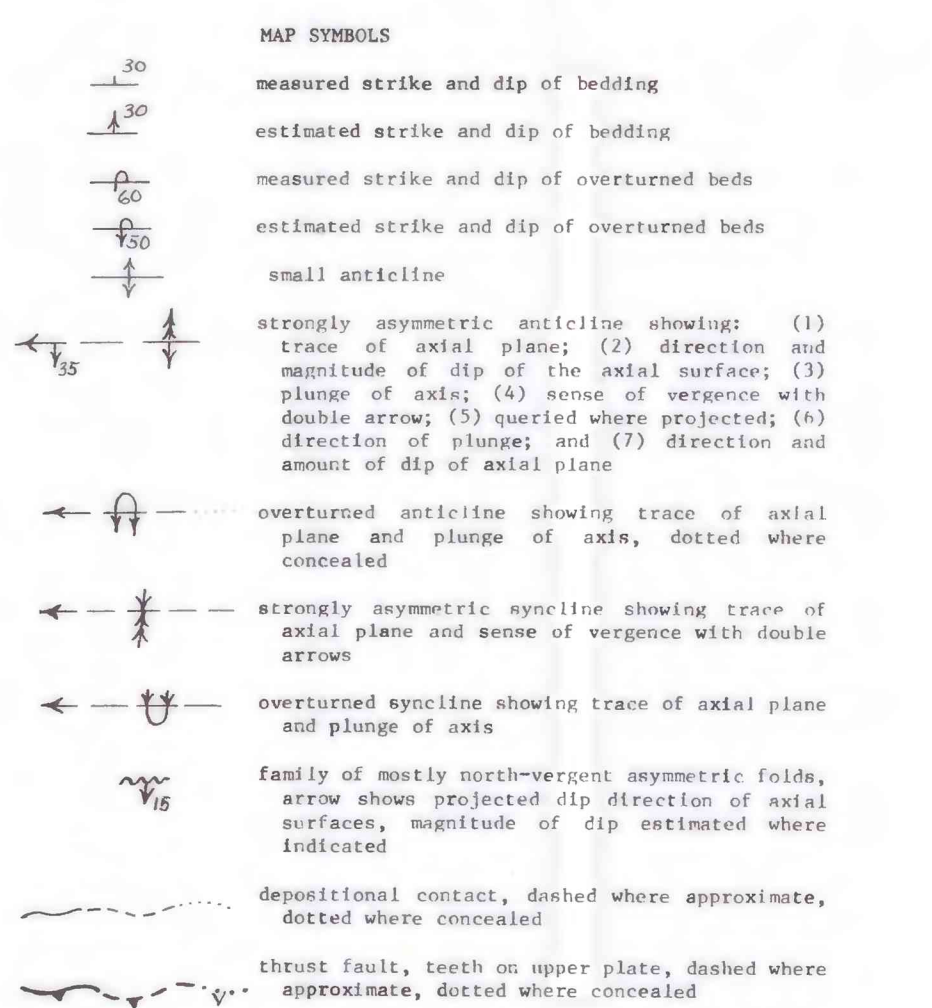 MAP SYMBOLS
30
measured strike and dip of bedding
30
estimated strike and dip of bedding
60
measured strike and dip of overturned beds
50
estimated strike and dip of overturned beds
small anticline
35
strongly asymmetric anticline showing: (1)
trace of axial plane; (2) direction and
magnitude of dip of the axial surface; (3)
plunge of axis; (4) sense of vergence with
double arrow; (5) queried where projected; (6)
direction of plunge; and (7) direction and
amount of dip of axial plane
overturned anticline showing trace of axial
plane and plunge of axis, dotted where
concealed
strongly asymmetric syncline showing trace of
axial plane and sense of vergence with double
arrows
overturned syncline showing trace of axial plane
and plunge of axis
15
family of mostly north-vergent asymmetric folds,
arrow shows projected dip direction of axial
surfaces, magnitude of dip estimated where
indicated
depositional contact, dashed where approximate,
dotted where concealed
thrust fault, teeth on upper plate, dashed where
approximate, dotted where concealed